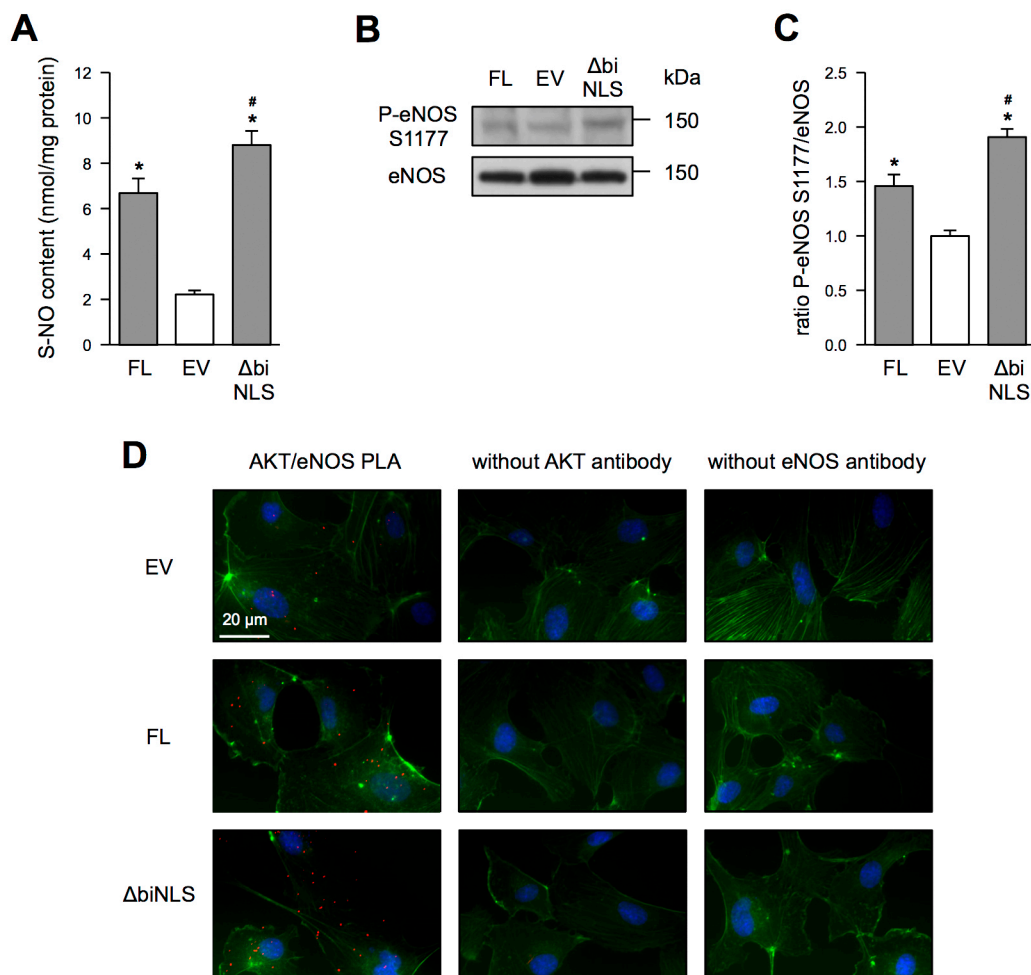 A
S-NO content (nmol/mg protein)
12
10
8
6
4
2
0
*
#
*
FL
EV
Δbi
NLS
B
FL
EV
Δbi
NLS
kDa
P-eNOS
S1177
150
eNOS
150
C
ratio P-eNOS S1177/eNOS
2.5
2.0
1.5
1.0
0.5
0.0
*
#
*
FL
EV
Δbi
NLS
D
AKT/eNOS PLA
without AKT antibody
without eNOS antibody
EV
20 µm
FL
ΔbiNLS